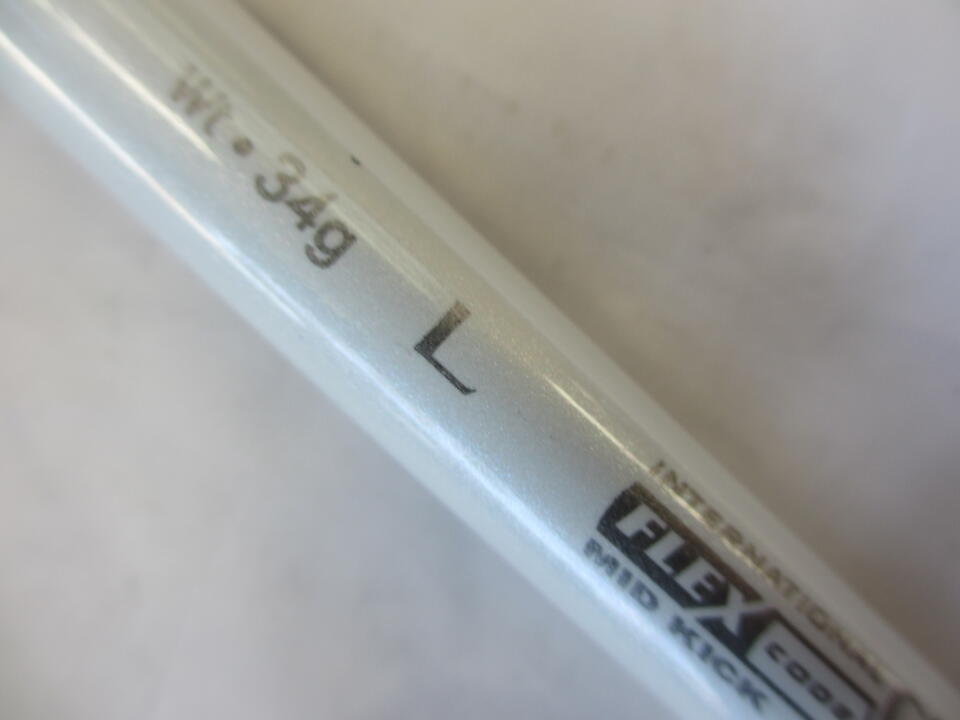 Wt • 34g
L
INTERNATIONAL
FLEX CODE
MID KICK